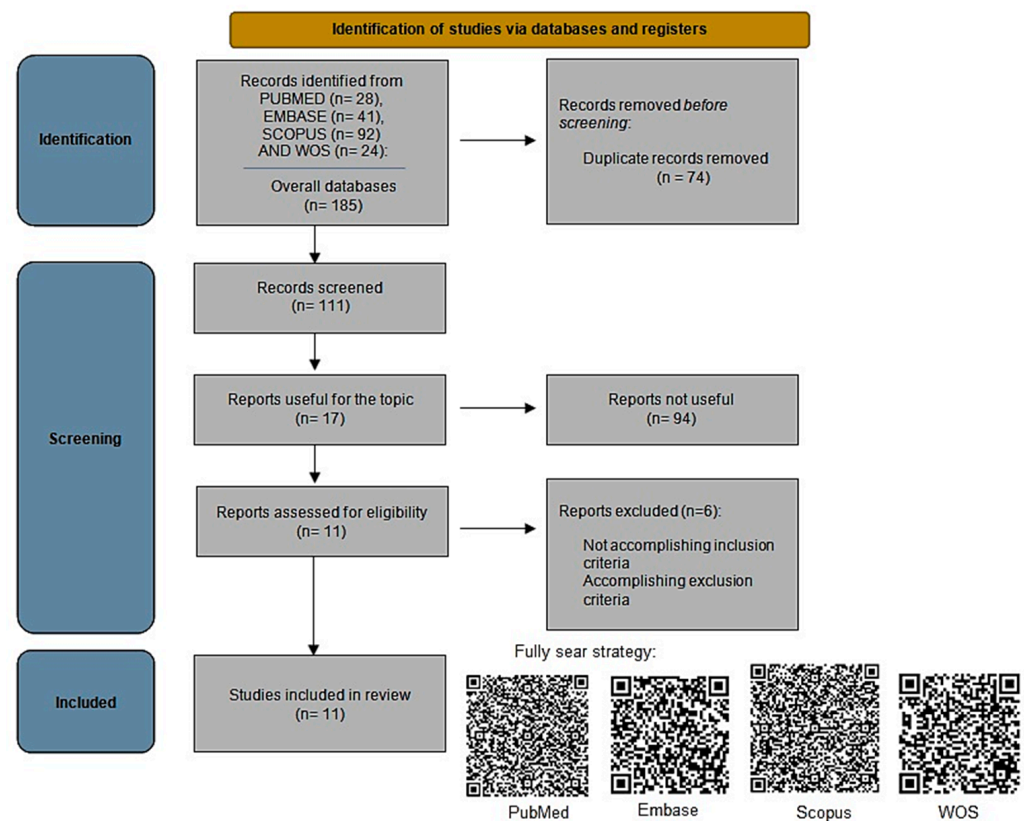 Identification of studies via databases and registers
Identification
Records identified from
PUBMED (n= 28),
EMBASE (n= 41),
SCOPUS (n= 92)
AND WOS (n= 24):
Overall databases
(n= 185)
Records removed before
screening:
Duplicate records removed
(n = 74)
Screening
Records screened
(n= 111)
Reports useful for the topic
(n= 17)
Reports not useful
(n= 94)
Reports assessed for eligibility
(n= 11)
Reports excluded (n=6):
Not accomplishing inclusion
criteria
Accomplishing exclusion
criteria
Included
Studies included in review
(n= 11)
Fully sear strategy:
PubMed
Embase
Scopus
WOS